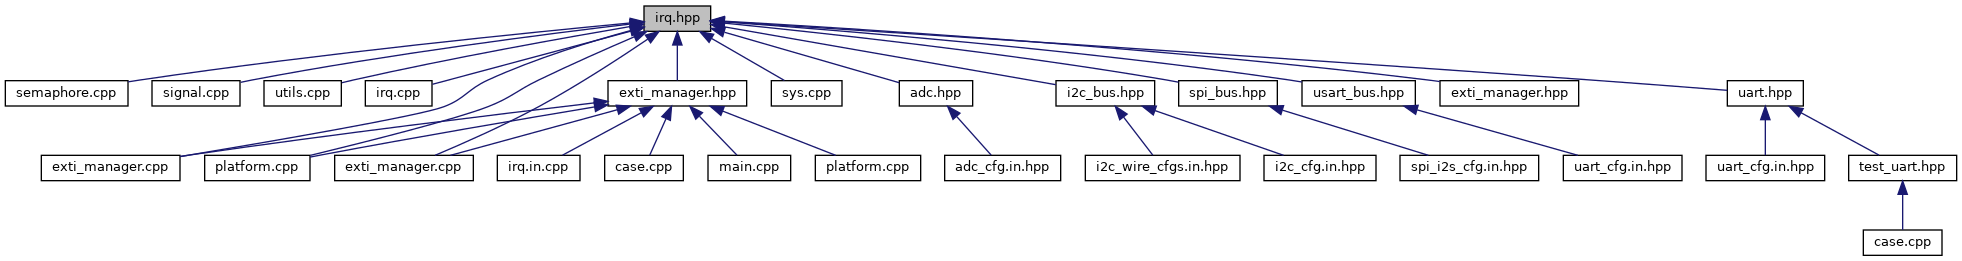 irq.hpp
semaphore.cpp
signal.cpp
utils.cpp
irq.cpp
exti_manager.hpp
sys.cpp
adc.hpp
i2c_bus.hpp
spi_bus.hpp
usart_bus.hpp
exti_manager.hpp
uart.hpp
exti_manager.cpp
platform.cpp
exti_manager.cpp
irq.in.cpp
case.cpp
main.cpp
platform.cpp
adc_cfg.in.hpp
i2c_wire_cfgs.in.hpp
i2c_cfg.in.hpp
spi_i2s_cfg.in.hpp
uart_cfg.in.hpp
uart_cfg.in.hpp
test_uart.hpp
case.cpp